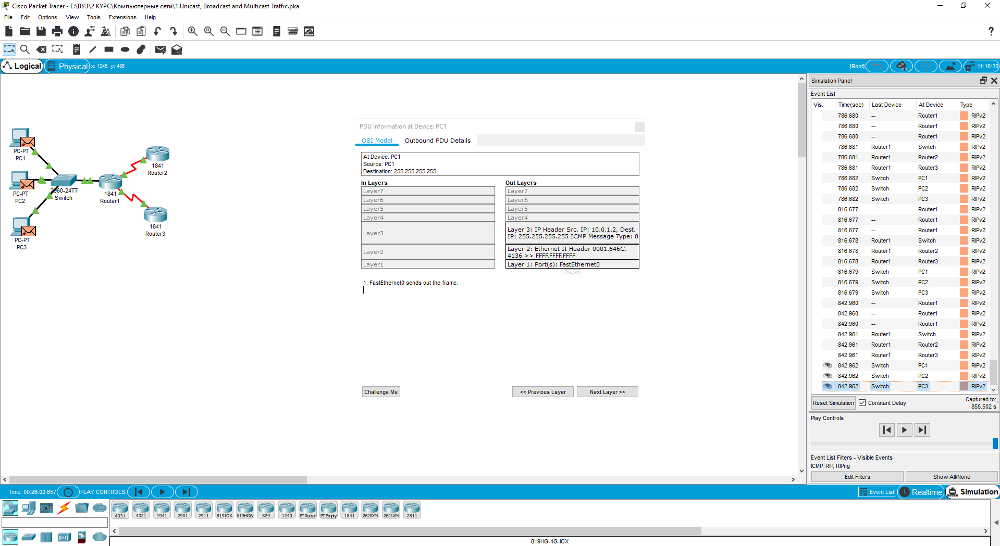 Cisco Packet Tracer - E:\ВУЗ\2 КУРС\Компьютерные сети\1.Unicast, Broadcast and Multicast Traffic.pka
File Edit Options View Tools Extensions Help
?
Logical
Physical
x: 1245, y: 486
[Root]
11:16:30
PC-PT
PC1
PC-PT
PC2
PC-PT
PC3
2960-24TT
Switch
1841
Router1
1841
Router2
1841
Router3
PDU Information at Device: PC1
OSI Model
Outbound PDU Details
At Device: PC1
Source: PC1
Destination: 255.255.255.255
In Layers
Layer7
Layer6
Layer5
Layer4
Layer3
Layer2
Layer1
Out Layers
Layer7
Layer6
Layer5
Layer4
Layer 3: IP Header Src. IP: 10.0.1.2, Dest.
IP: 255.255.255.255 ICMP Message Type: 8
Layer 2: Ethernet II Header 0001.646C.
4136 >> FFFF.FFFF.FFFF
Layer 1: Port(s): FastEthernet0
1. FastEthernet0 sends out the frame.
Challenge Me
<< Previous Layer
Next Layer >>
Simulation Panel
Event List
Vis. Time(sec) Last Device At Device Type
786.680 -- Router1 RIPv2
786.680 -- Router1 RIPv2
786.680 -- Router1 RIPv2
786.681 Router1 Switch RIPv2
786.681 Router1 Router2 RIPv2
786.681 Router1 Router3 RIPv2
786.682 Switch PC1 RIPv2
786.682 Switch PC2 RIPv2
786.682 Switch PC3 RIPv2
816.677 -- Router1 RIPv2
816.677 -- Router1 RIPv2
816.677 -- Router1 RIPv2
816.678 Router1 Switch RIPv2
816.678 Router1 Router2 RIPv2
816.678 Router1 Router3 RIPv2
816.679 Switch PC1 RIPv2
816.679 Switch PC2 RIPv2
816.679 Switch PC3 RIPv2
842.960 -- Router1 RIPv2
842.960 -- Router1 RIPv2
842.960 -- Router1 RIPv2
842.961 Router1 Switch RIPv2
842.961 Router1 Router2 RIPv2
842.961 Router1 Router3 RIPv2
842.962 Switch PC1 RIPv2
842.962 Switch PC2 RIPv2
842.962 Switch PC3 RIPv2
Reset Simulation
Constant Delay
Captured to:
855.502 s
Play Controls
Event List Filters - Visible Events
ICMP, RIP, RIPng
Edit Filters
Show All/None
Time: 00:26:00.657
PLAY CONTROLS:
Event List
Realtime
Simulation
4331 4321 1941 2901 2911 819IOX 819HGW 829 1240 PT-Router PT-Empty 1841 2620XM 2621XM 2811
819HG-4G-IOX